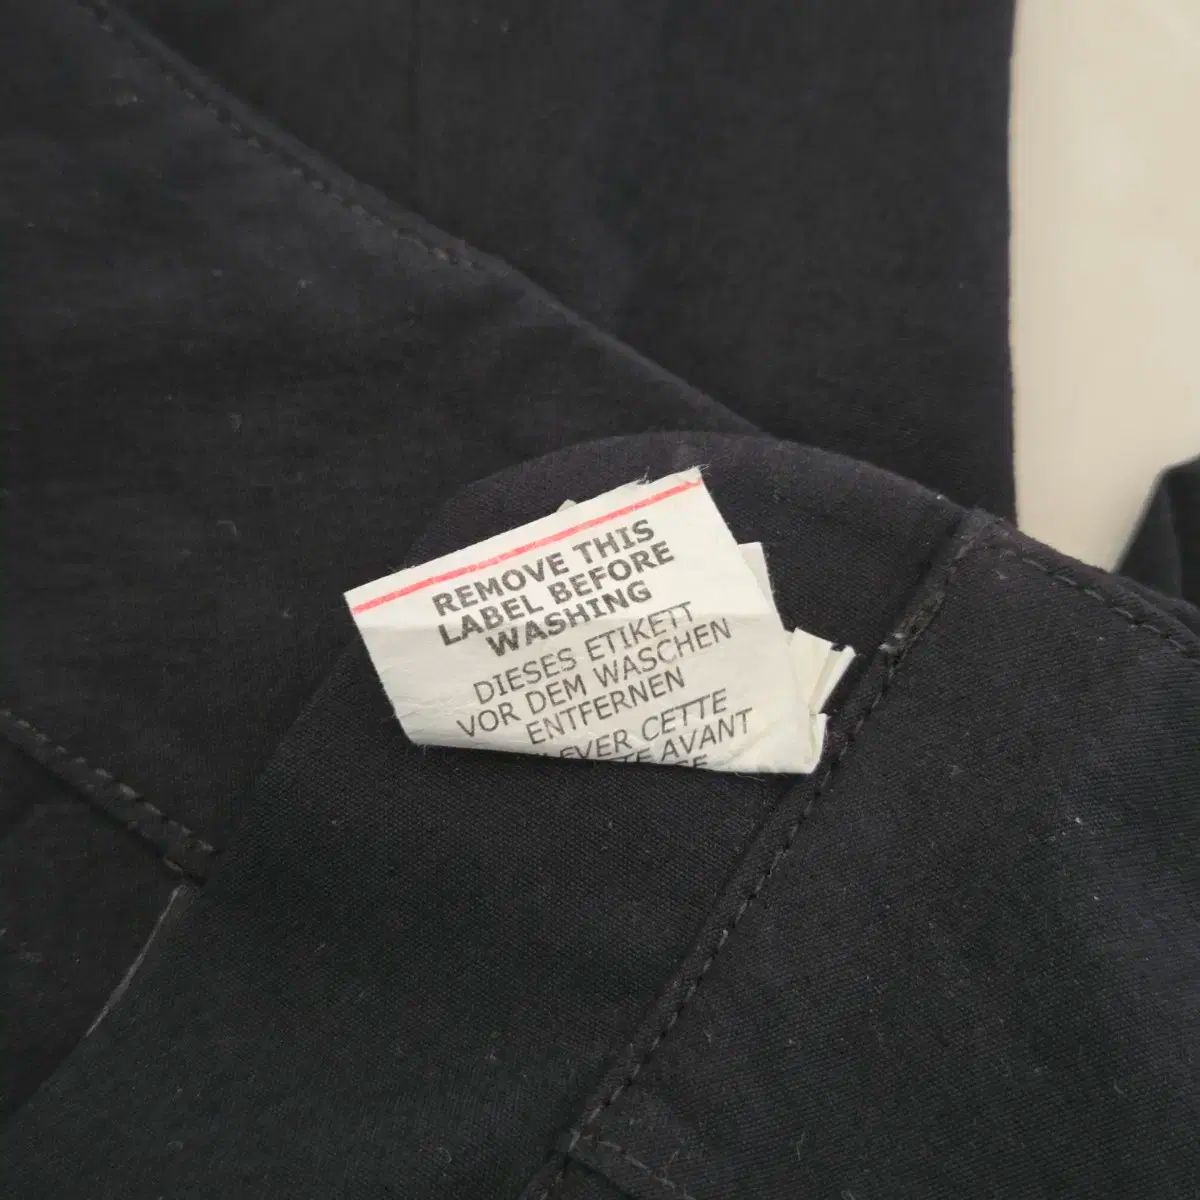 REMOVE THIS
LABEL BEFORE
WASHING
DIESES ETIKETT
VOR DEM WASCHEN
ENTFERNEN
CETTE
AVANT